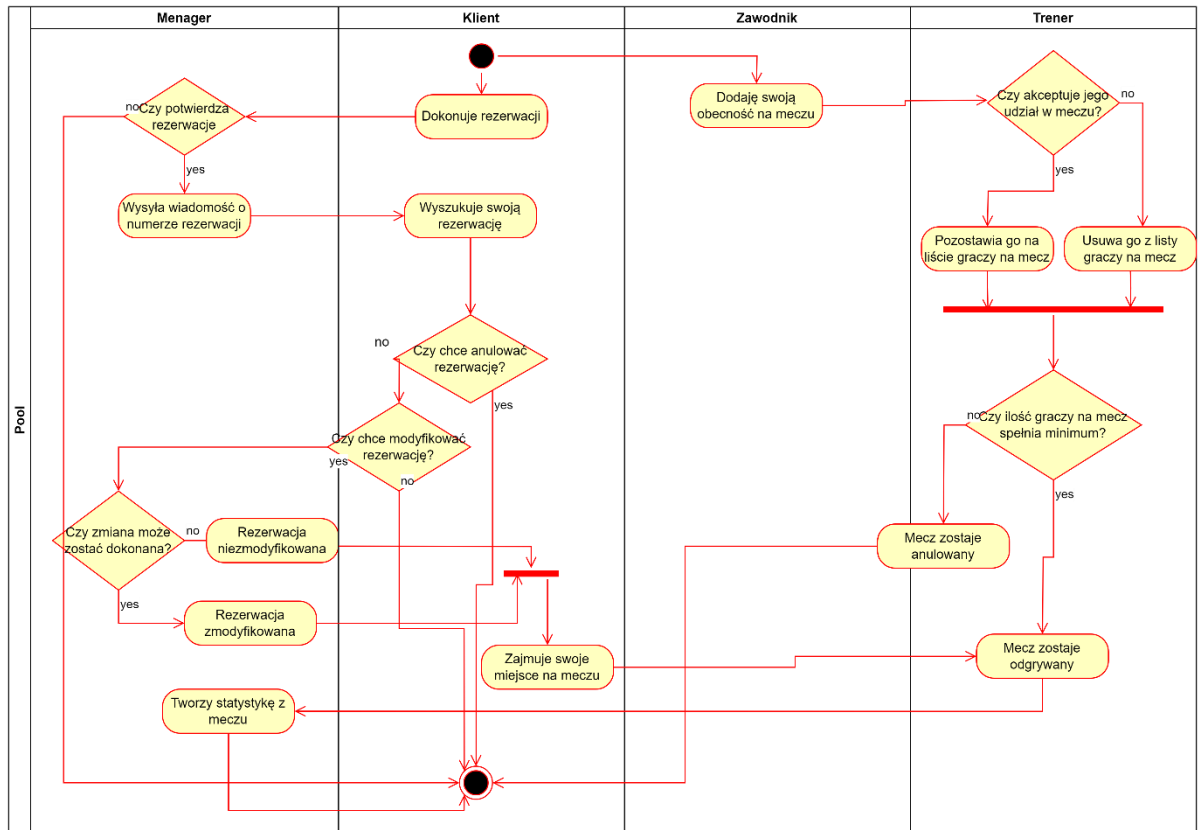 Menager
Klient
Zawodnik
Trener
Pool
no
Czy potwierdza
rezerwacje
yes
Dokonuje rezerwacji
Dodaję swoją
obecność na meczu
Czy akceptuje jego
udział w meczu?
no
yes
Wysyła wiadomość o
numerze rezerwacji
Wyszukuje swoją
rezerwację
Pozostawia go na
liście graczy na mecz
Usuwa go z listy
graczy na mecz
no
Czy chce anulować
rezerwację?
yes
Czy chce modyfikować
rezerwację?
yes
no
no
Czy ilość graczy na mecz
spełnia minimum?
yes
Czy zmiana może
zostać dokonana?
no
yes
Rezerwacja
niezmodyfikowana
Mecz zostaje
anulowany
Rezerwacja
zmodyfikowana
Zajmuje swoje
miejsce na meczu
Mecz zostaje
odgrywany
Tworzy statystykę z
meczu